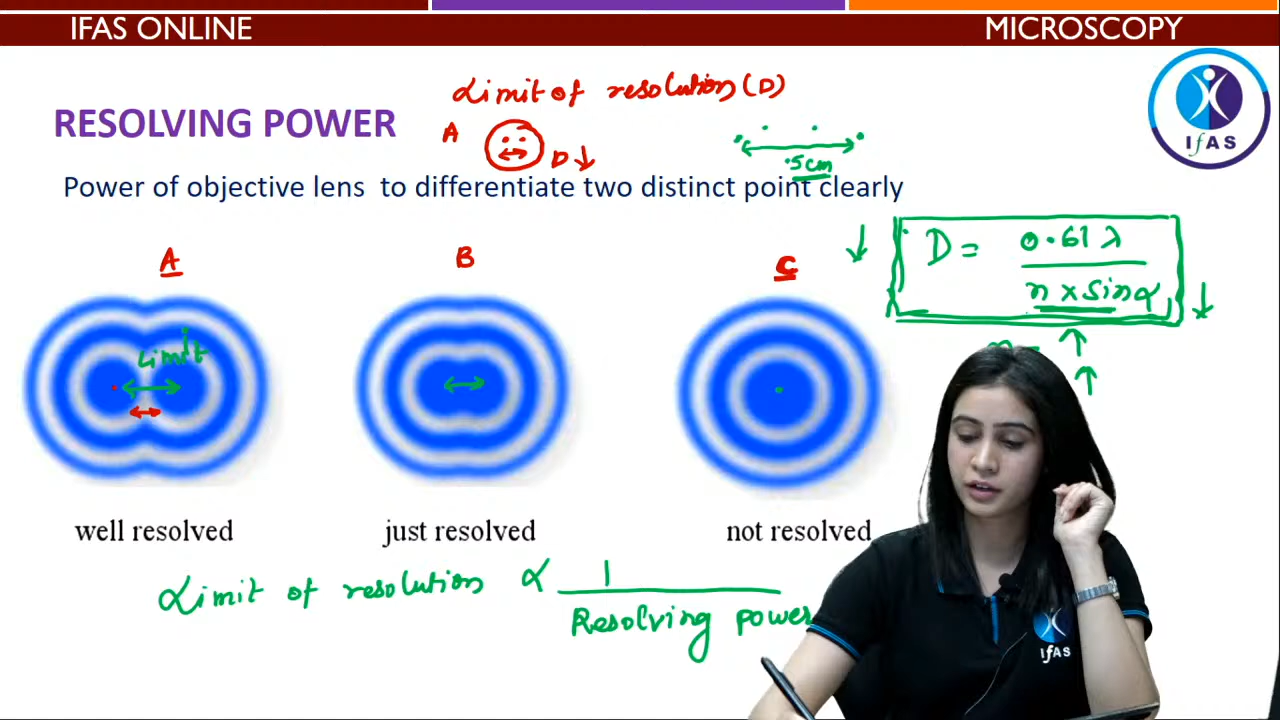 IFAS ONLINE
MICROSCOPY
Limit of resolution (D)
RESOLVING POWER
A
D ↓
.5cm
IfAS
Power of objective lens to differentiate two distinct point clearly
↓ D = 0.61 λ
n x sin α ↓
↑
↑
A
B
C
Limit
well resolved
just resolved
not resolved
Limit of resolution ∝ 1
Resolving power
IfAS